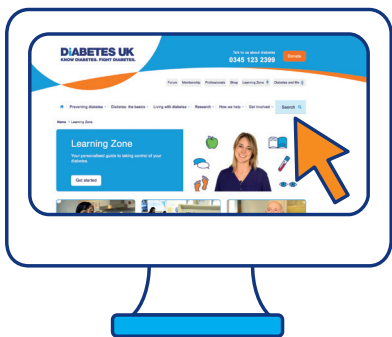 DiABETES UK
KNOW DIABETES. FIGHT DIABETES.
Talk to us about diabetes
0345 123 2399
Donate
Forum Membership Professionals Shop Learning Zone Diabetes and Me
Preventing diabetes Diabetes: the basics Living with diabetes Research How we help Get involved Search
Home > Learning Zone
Learning Zone
Your personalised guide to taking control of your
diabetes.
Get started